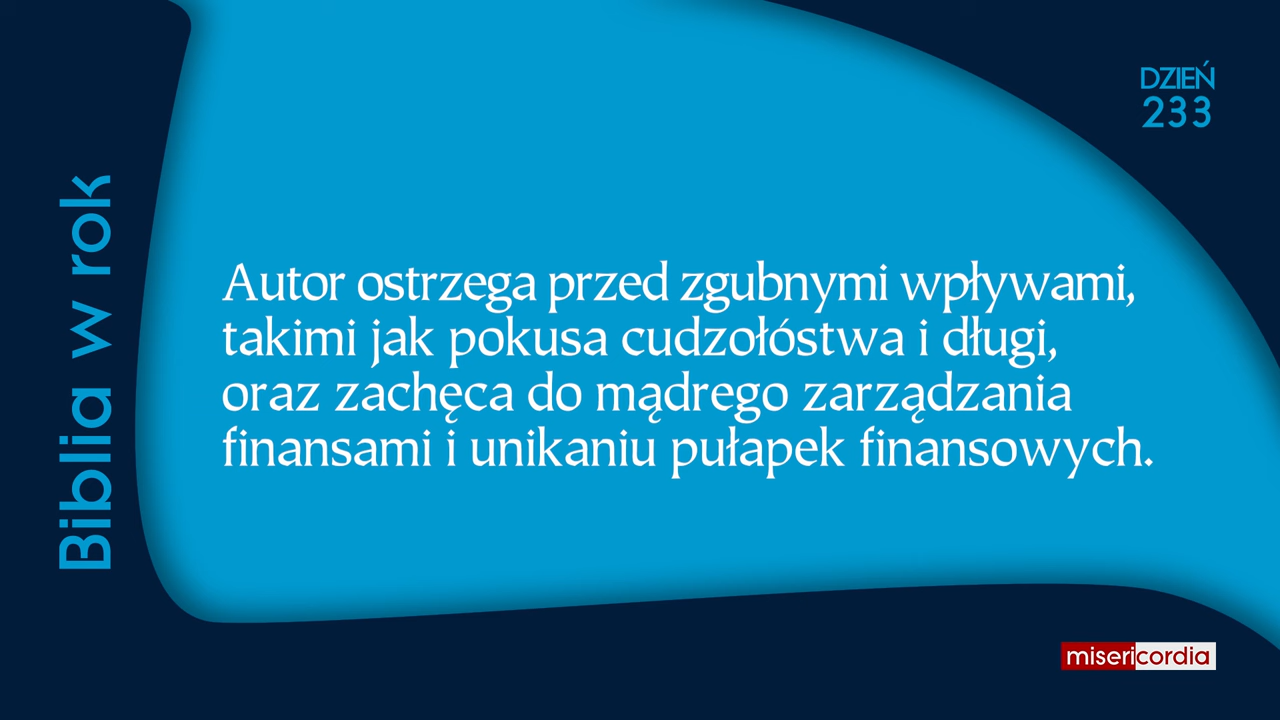 Biblia w rok
DZIEŃ
233
Autor ostrzega przed zgubnymi wpływami,
takimi jak pokusa cudzołóstwa i długi,
oraz zachęca do mądrego zarządzania
finansami i unikaniu pułapek finansowych.
misericordia